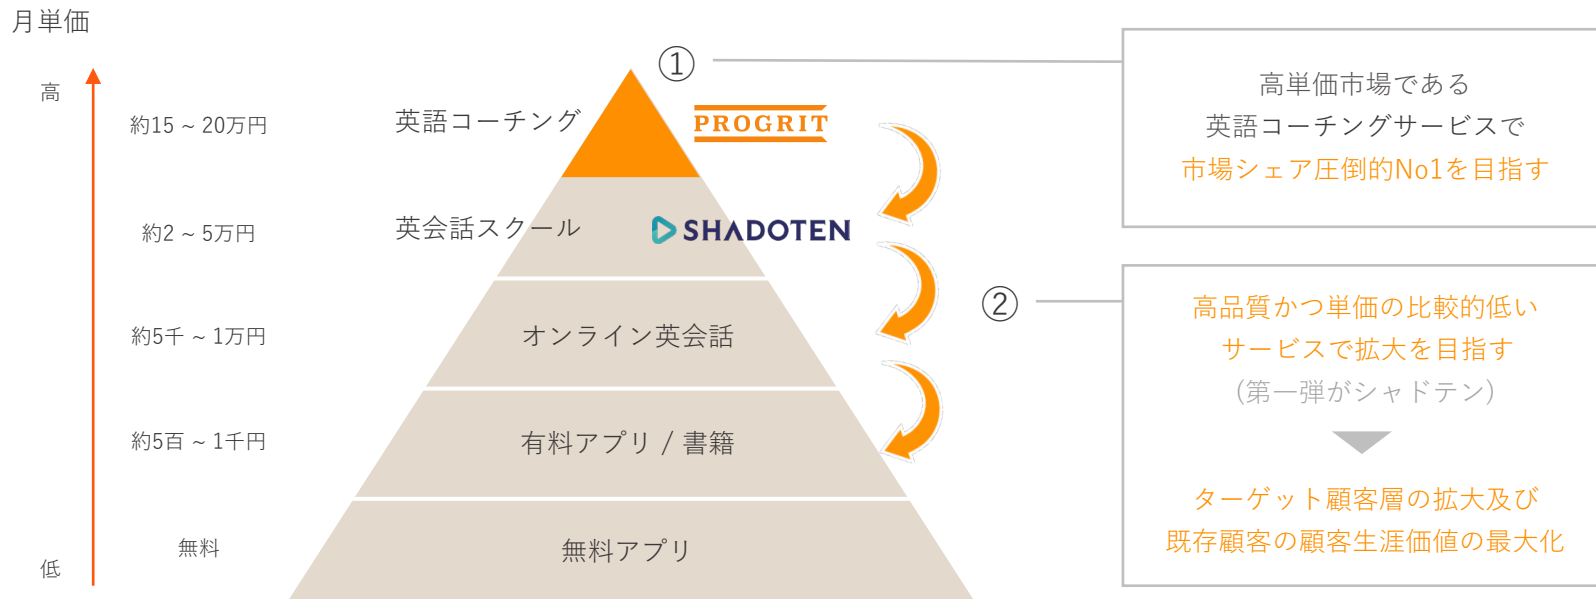 月単価
高
約15 ~ 20万円
英語コーチング
①
PROGRIT
約2 ~ 5万円
英会話スクール
SHADOTEN
約5千 ~ 1万円
オンライン英会話
約5百 ~ 1千円
有料アプリ / 書籍
無料
無料アプリ
低
高単価市場である
英語コーチングサービスで
市場シェア圧倒的No1を目指す
②
高品質かつ単価の比較的低い
サービスで拡大を目指す
(第一弾がシャドテン)
ターゲット顧客層の拡大及び
既存顧客の顧客生涯価値の最大化